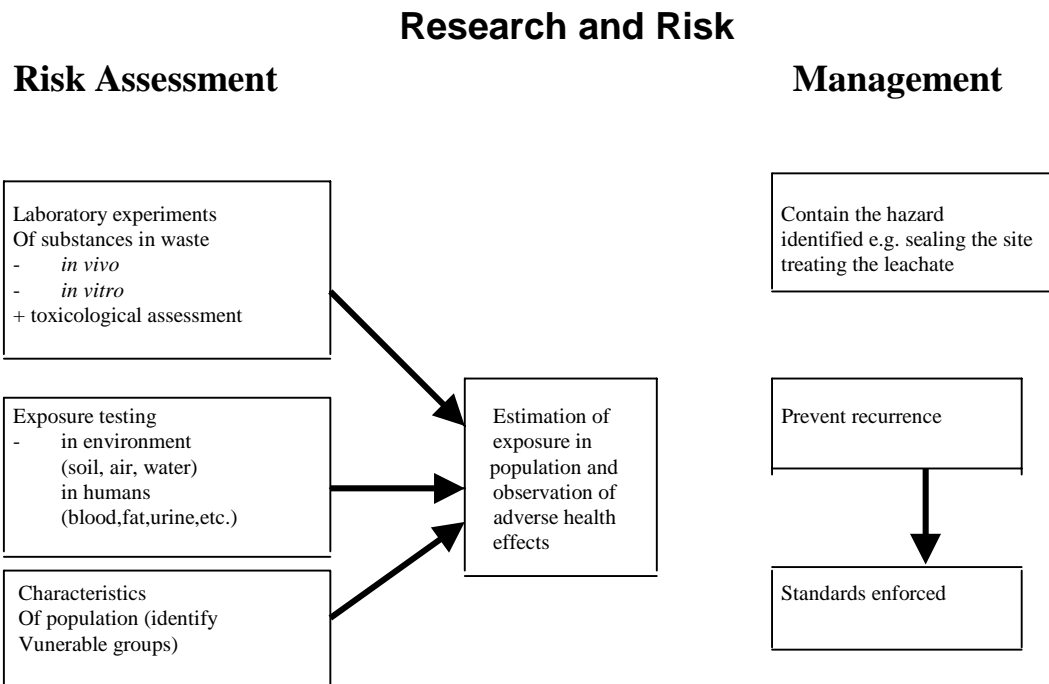 Research and Risk
Risk Assessment
Management
Laboratory experiments
Of substances in waste
- in vivo
- in vitro
+ toxicological assessment
Contain the hazard
identified e.g. sealing the site
treating the leachate
Exposure testing
- in environment
(soil, air, water)
in humans
(blood,fat,urine,etc.)
Estimation of
exposure in
population and
observation of
adverse health
effects
Prevent recurrence
Characteristics
Of population (identify
Vunerable groups)
Standards enforced